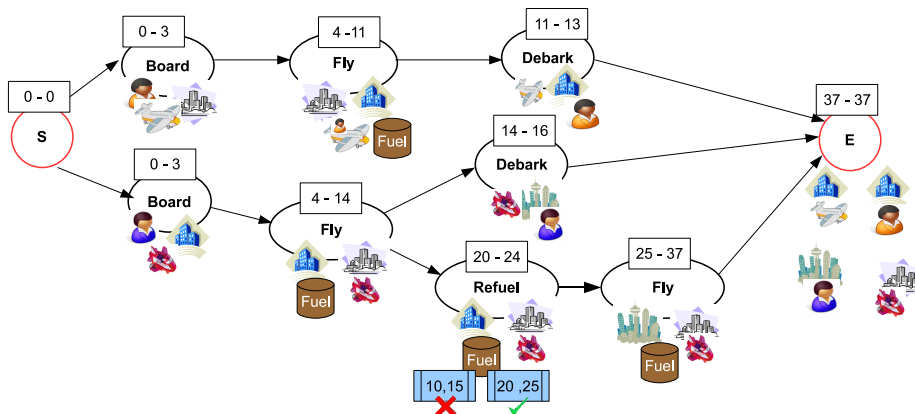 0 - 3
Board
4 -11
Fly
Fuel
11 - 13
Debark
0 - 0
S
37 - 37
E
0 - 3
Board
4 - 14
Fly
Fuel
14 - 16
Debark
20 - 24
Refuel
Fuel
10,15
20 ,25
25 - 37
Fly
Fuel